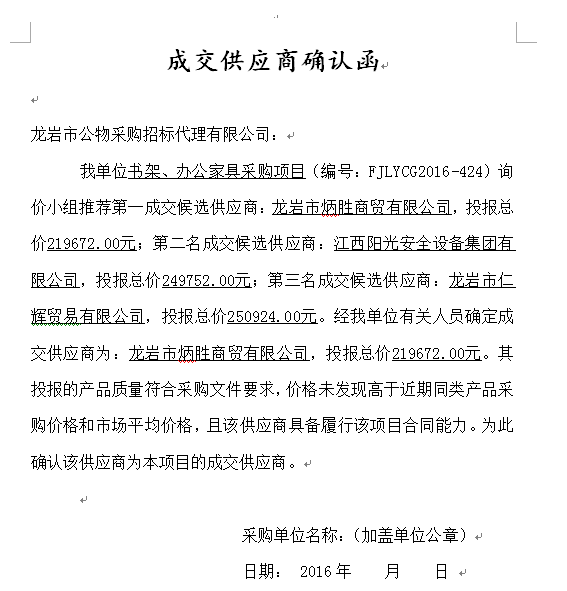 成交供应商确认函
龙岩市公物采购招标代理有限公司：
我单位书架、办公家具采购项目（编号：FJLYCG2016-424）询
价小组推荐第一成交候选供应商：龙岩市炳胜商贸有限公司，投报总
价219672.00元；第二名成交候选供应商：江西阳光安全设备集团有
限公司，投报总价249752.00元；第三名成交候选供应商：龙岩市仁
辉贸易有限公司，投报总价250924.00元。经我单位有关人员确定成
交供应商为：龙岩市炳胜商贸有限公司，投报总价219672.00元。其
投报的产品质量符合采购文件要求，价格未发现高于近期同类产品采
购价格和市场平均价格，且该供应商具备履行该项目合同能力。为此
确认该供应商为本项目的成交供应商。
采购单位名称：（加盖单位公章）
日期： 2016年 月 日